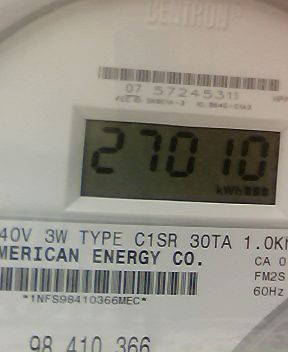 CENTRON®
07 57245311
27010
kWh
40V 3W TYPE C1SR 30TA 1.0K
MERICAN ENERGY CO.
CA 0
FM2S
60Hz
*1NFS98410366MEC*
98 410 366